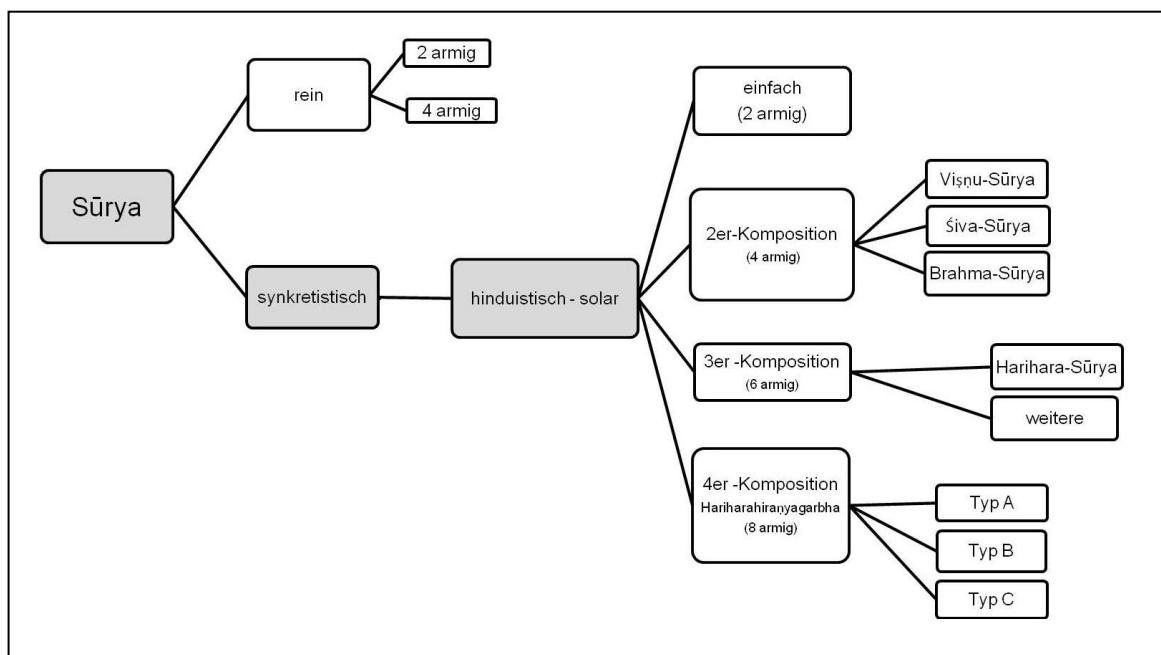 Sūrya
rein
2 armig
4 armig
synkretistisch
hinduistisch - solar
einfach
(2 armig)
2er-Komposition
(4 armig)
Viṣṇu-Sūrya
Śiva-Sūrya
Brahma-Sūrya
3er -Komposition
(6 armig)
Harihara-Sūrya
weitere
4er -Komposition
Hariharahiraṇyagarbha
(8 armig)
Typ A
Typ B
Typ C